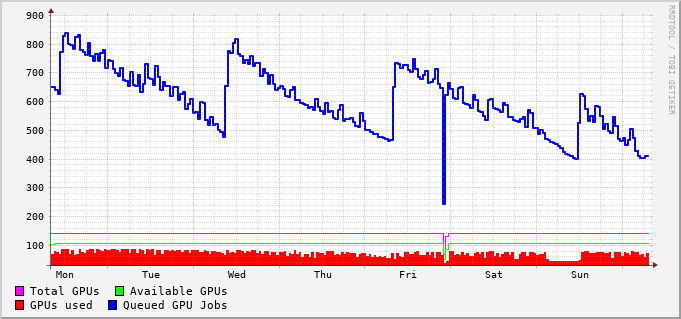 900
800
700
600
500
400
300
200
100
Mon Tue Wed Thu Fri Sat Sun
Total GPUs Available GPUs
GPUs used Queued GPU Jobs
RRDTOOL / TOBI OETIKER